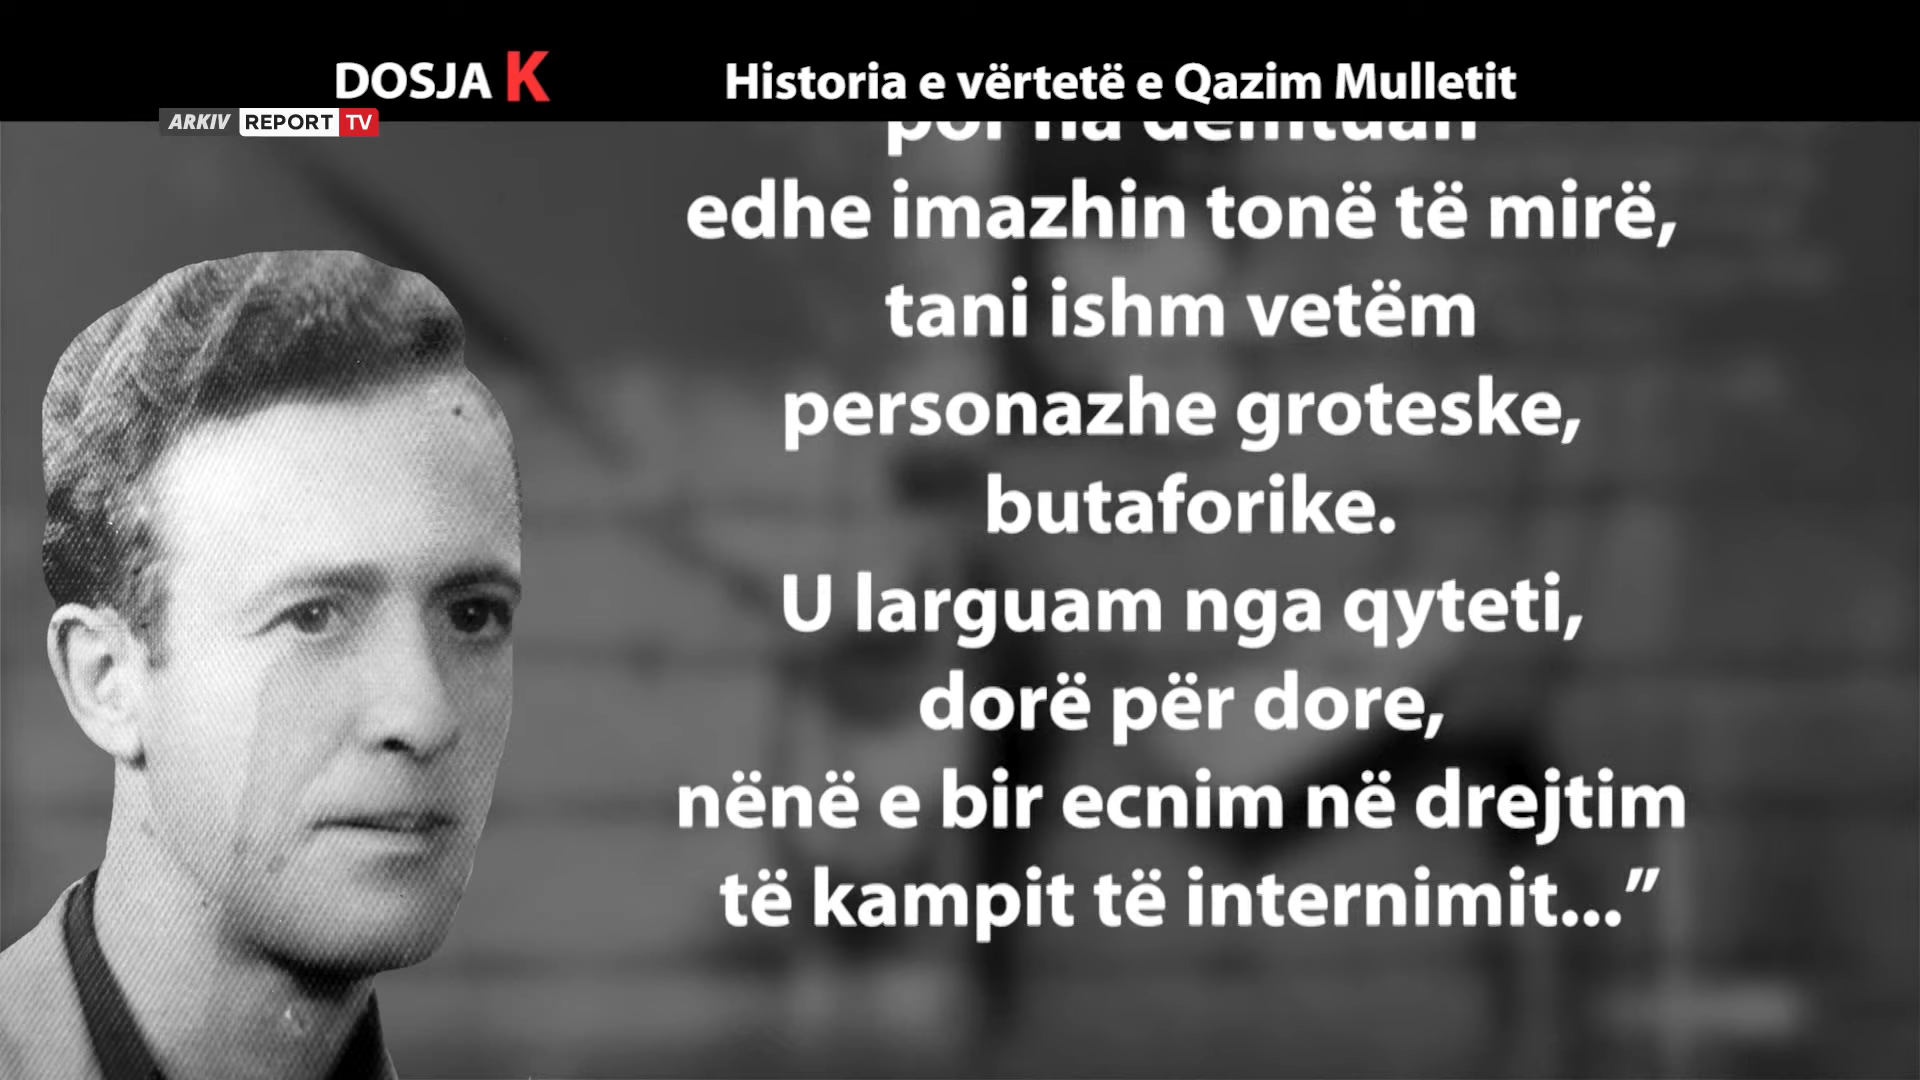 DOSJA K
Historia e vërtetë e Qazim Mulletit
ARKIV REPORT TV
edhe imazhin tonë të mirë,
tani ishm vetëm
personazhe groteske,
butaforike.
U larguam nga qyteti,
dorë për dore,
nënë e bir ecnim në drejtim
të kampit të internimit...”